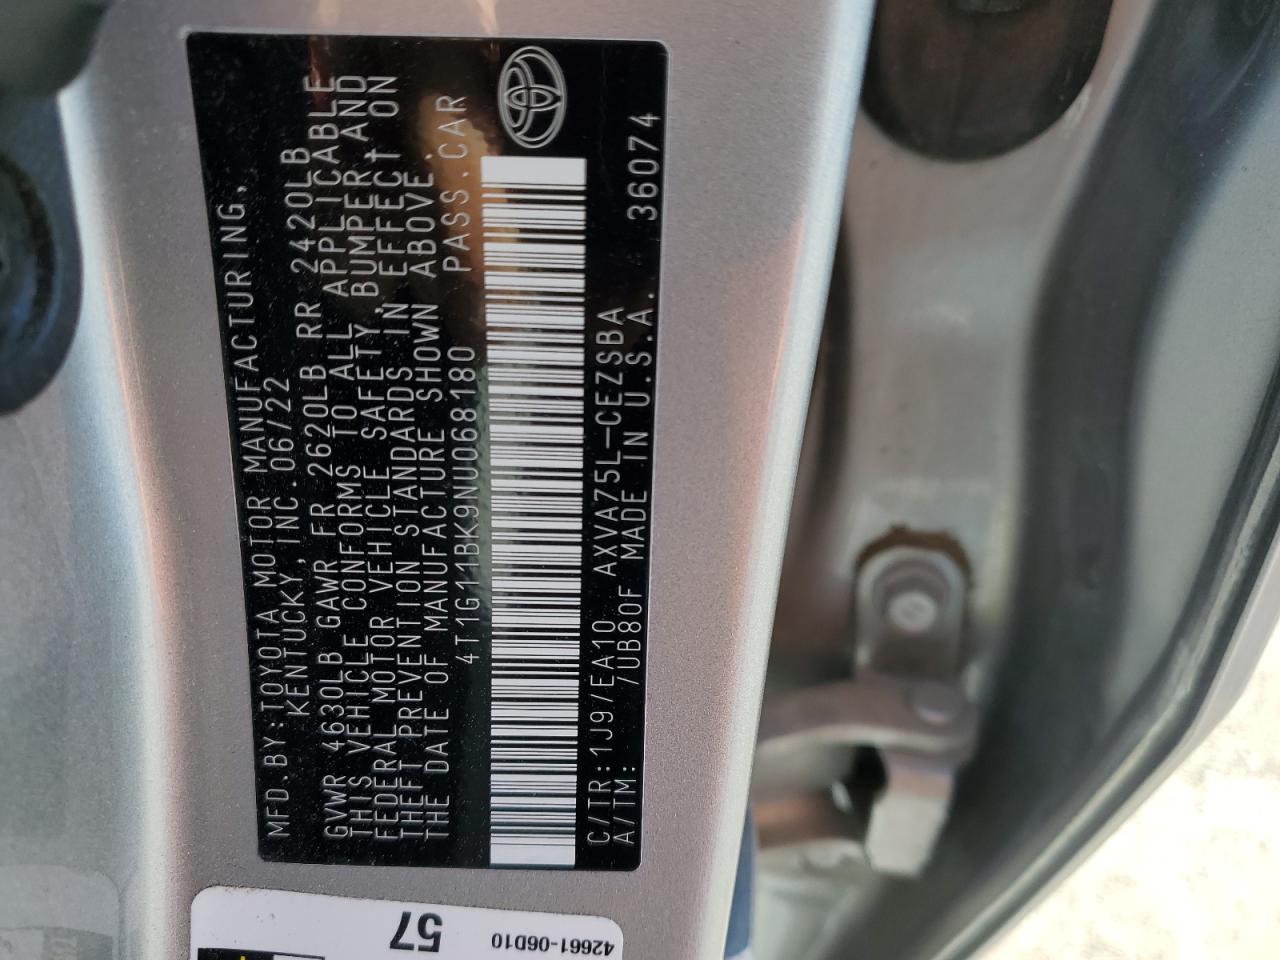 MFD.BY:TOYOTA MOTOR MANUFACTURING,
KENTUCKY,INC.06/22
GVWR 4630LB GAWR FR 2620LB RR 2420LB
THIS VEHICLE CONFORMS TO ALL APPLICABLE
FEDERAL MOTOR VEHICLE SAFETY,BUMPER,AND
THEFT PREVENTION STANDARDS IN EFFECT ON
THE DATE OF MANUFACTURE SHOWN ABOVE.
4T1G11BK9NU068180 PASS.CAR
C/TR:1J9/EA10 AXVA75L-CEZSBA
A/TM: /UB80F MADE IN U.S.A. 36074
57
42661-06D10